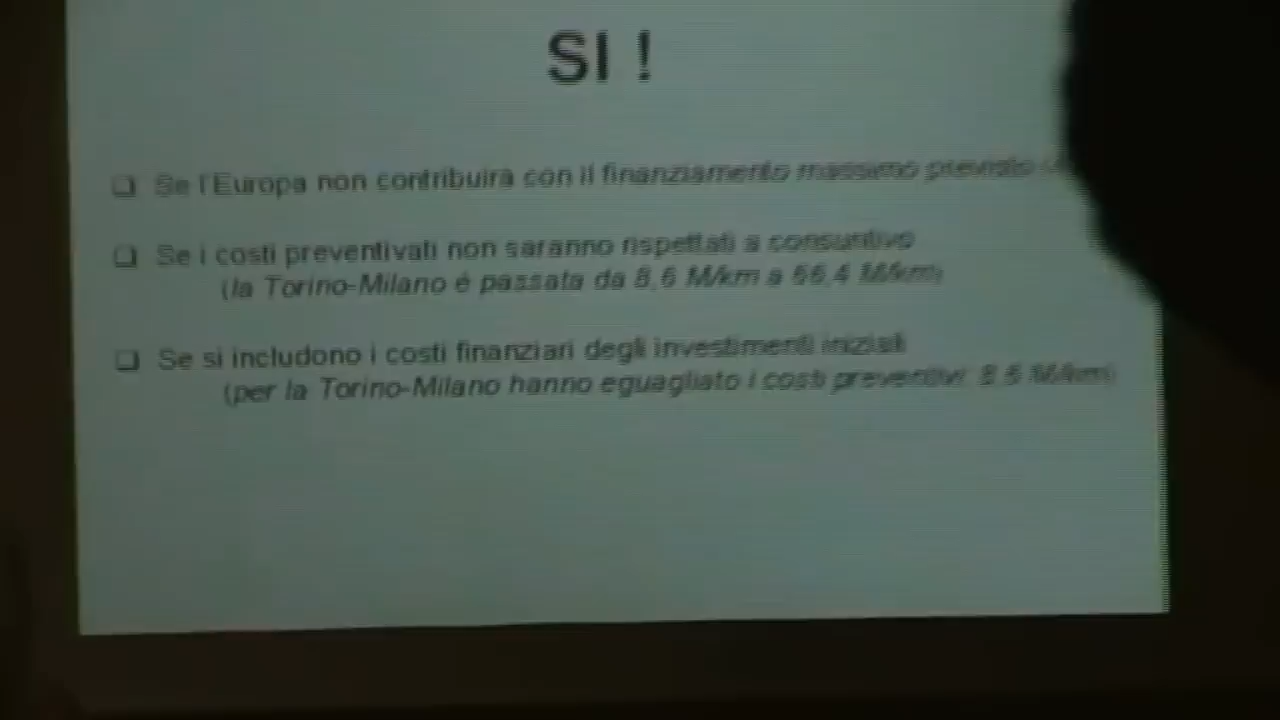 SI !
❑ Se l'Europa non contribuirà con il finanziamento massimo previsto
❑ Se i costi preventivati non saranno rispettati a consuntivo
(la Torino-Milano è passata da 8,6 M/km a 66,4 M/km)
❑ Se si includono i costi finanziari degli investimenti iniziali
(per la Torino-Milano hanno eguagliato i costi preventivi: 8,6 M/km)